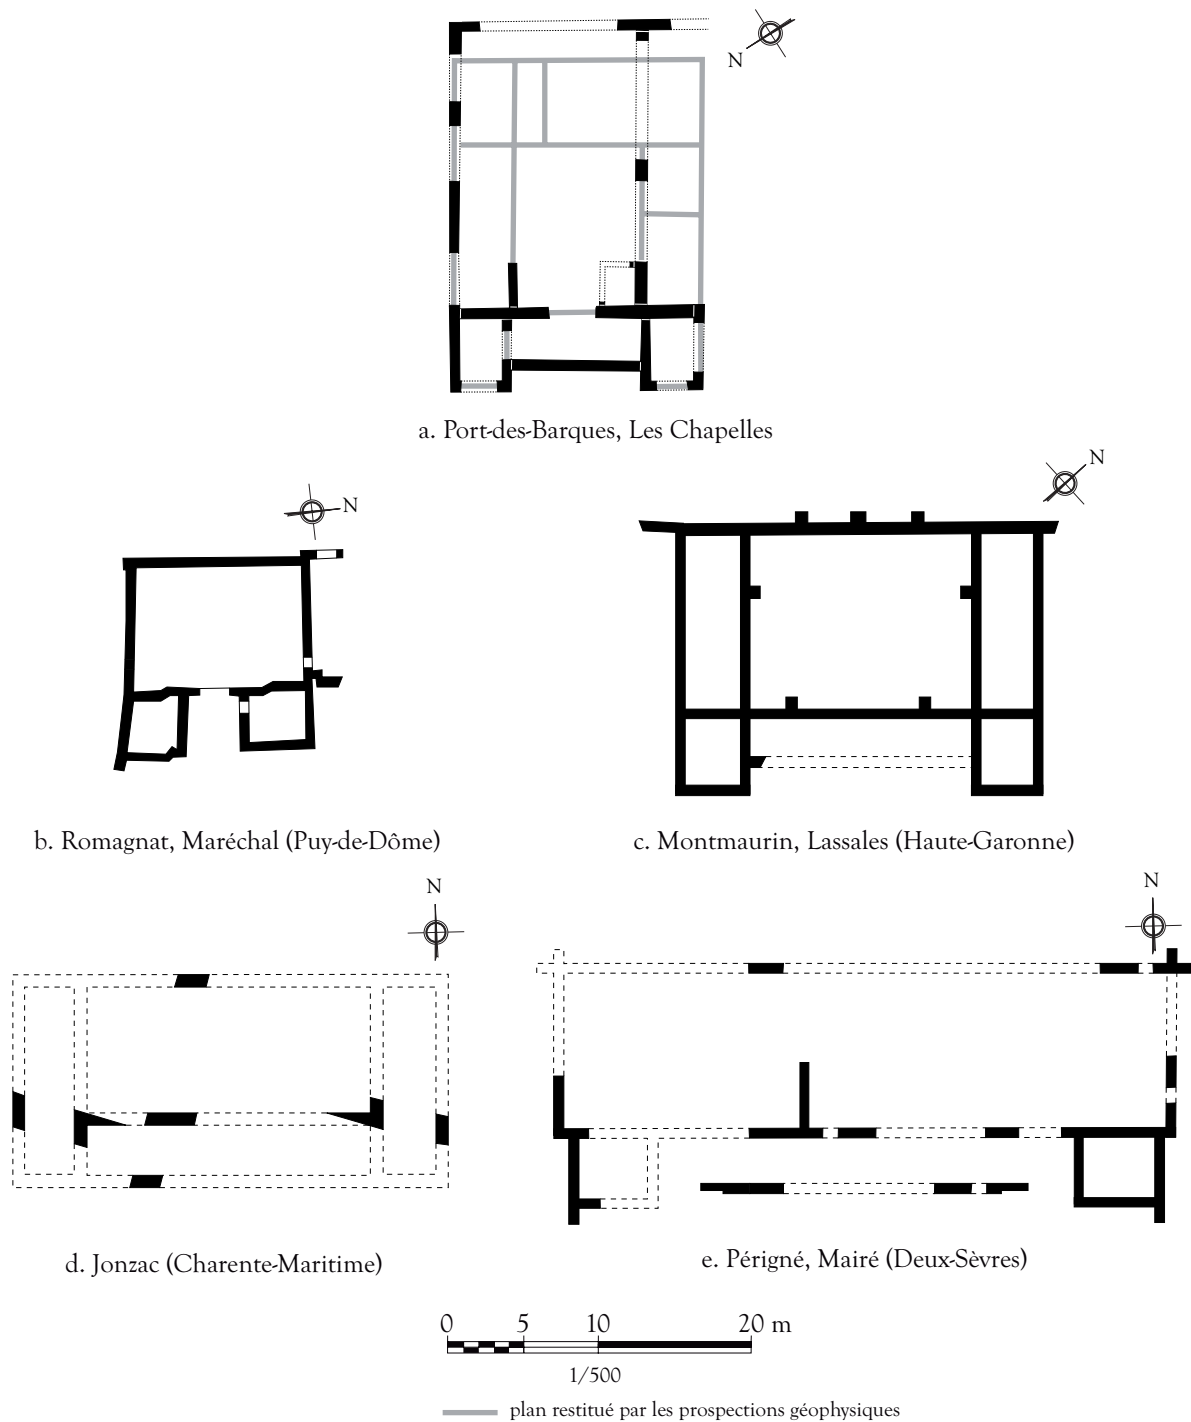 N
a. Port-des-Barques, Les Chapelles
N
N
b. Romagnat, Maréchal (Puy-de-Dôme)
c. Montmaurin, Lassales (Haute-Garonne)
N
N
d. Jonzac (Charente-Maritime)
e. Périgné, Mairé (Deux-Sèvres)
0 5 10 20 m
1/500
plan restitué par les prospections géophysiques